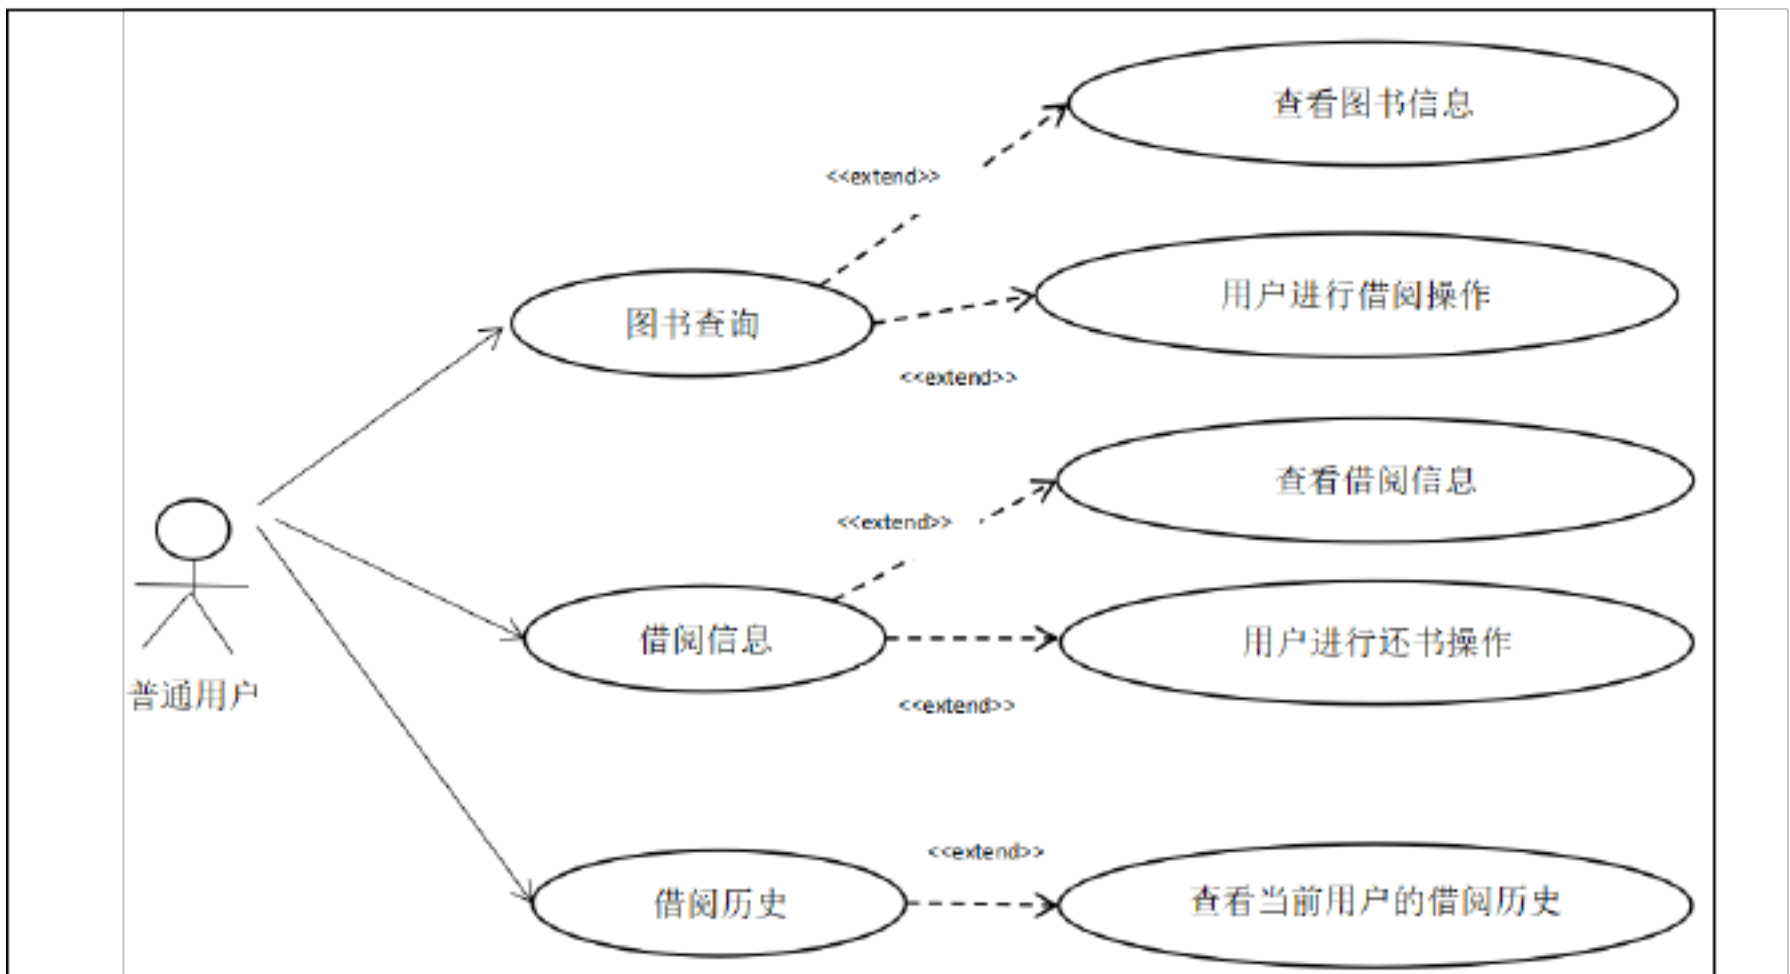 查看图书信息
<<extend>>
用户进行借阅操作
图书查询
<<extend>>
查看借阅信息
<<extend>>
借阅信息
用户进行还书操作
普通用户
<<extend>>
<<extend>>
借阅历史
查看当前用户的借阅历史